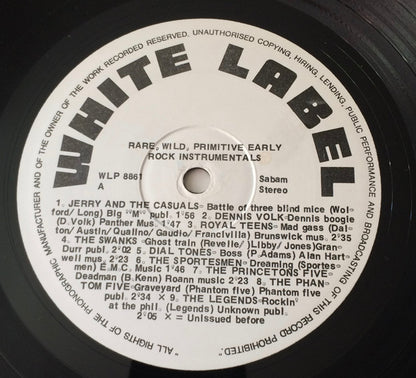 "ALL RIGHTS OF THE PHONOGRAPHIC MANUFACTURER AND OF THE OWNER OF THE WORK RECORDED RESERVED. UNAUTHORISED COPYING, HIRING, LENDING, PUBLIC PERFORMANCE AND BROADCASTING OF THIS RECORD PROHIBITED."
WHITE LABEL
RARE, WILD, PRIMITIVE EARLY
ROCK INSTRUMENTALS
WLP 8861 Sabam
A Stereo
1 JERRY AND THE CASUALS= Battle of three blind mice (Wol=
ford/Long) Big "M" publ 1·56 2 DENNIS VOLK=Dennis boogie
(D Volk) Panther Mus 1·47 3 ROYAL TEENS= Mad gass (Dal=
ton/Austin/Qualino/Gaudio/Francivilla) Brunswick mus 2·35
4 THE SWANKS= Ghost train (Revelle/Libby/Jones)Gran=
Durr publ 2·02 5 DIAL TONES= Boss (P.Adams) Alan Hart=
well mus 2·23 6 THE SPORTESMEN= Dreaming (Sportes=
men) E.M.C. Music 1·46 7 THE PRINCETONS FIVE=
Deadman (B.Kenn) Roann music 2·23 8 THE PHAN=
TOM FIVE= Graveyard (Phantom five) Phantom five
publ 2·34 × 9 THE LEGENDS= Rockin'
at the phil (Legends) Unknown publ
2·05 × = Unissued before